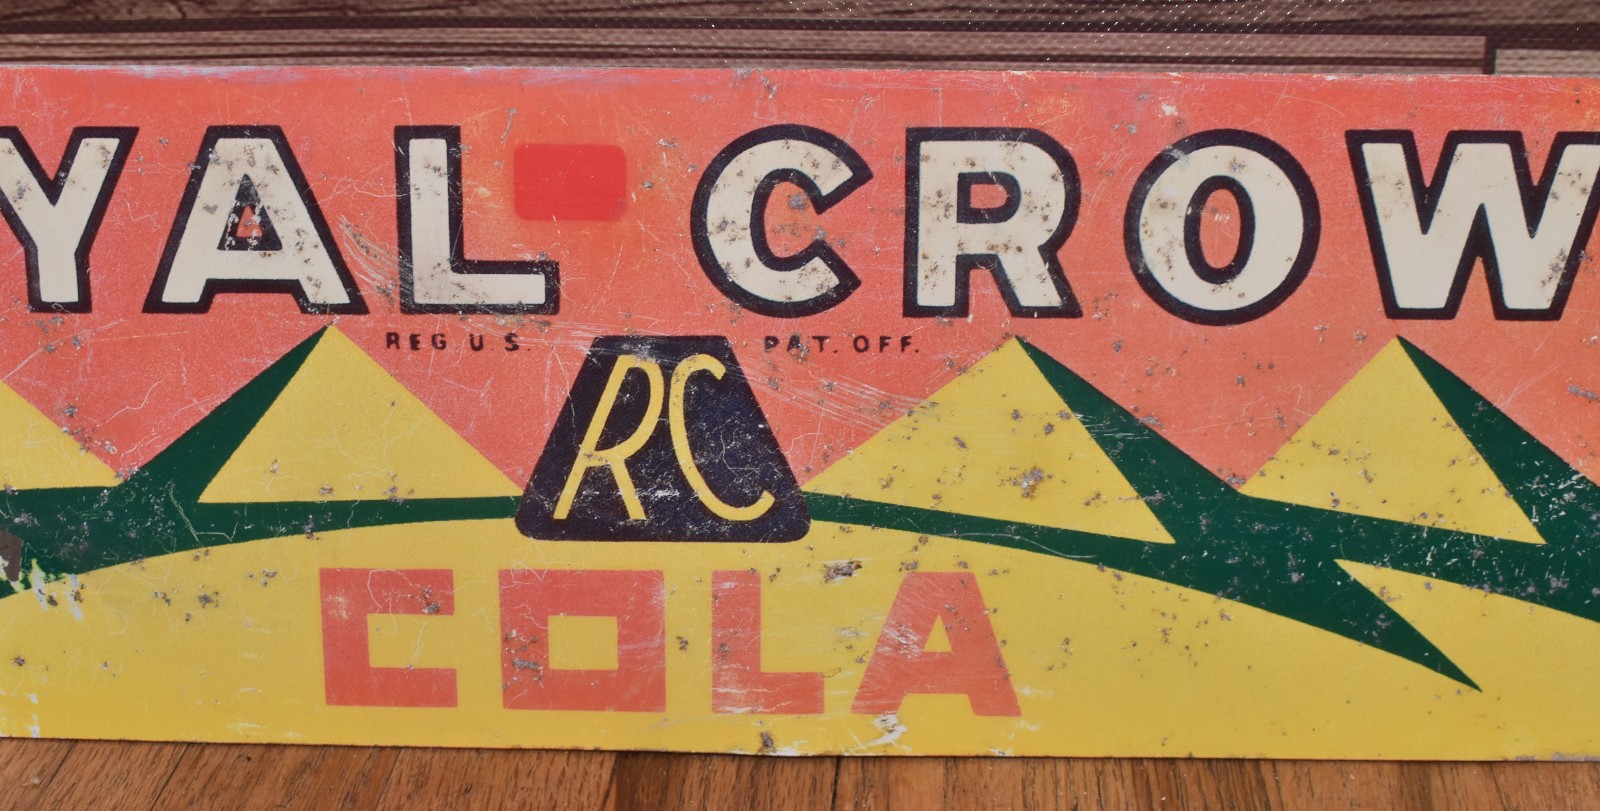 YAL CROW
REG U.S. PAT. OFF.
RC
COLA